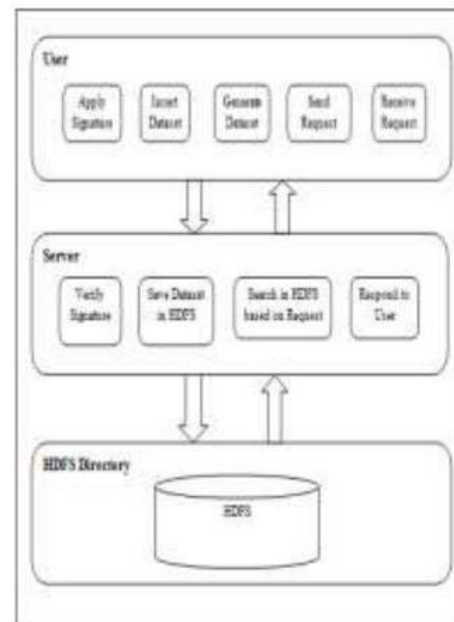 User
Apply
Signature
Insert
Dataset
Generate
Dataset
Send
Request
Receive
Request
Server
Verify
Signature
Save Dataset
in HDFS
Search in HDFS
based on Request
Respond to
User
HDFS Directory
HDFS